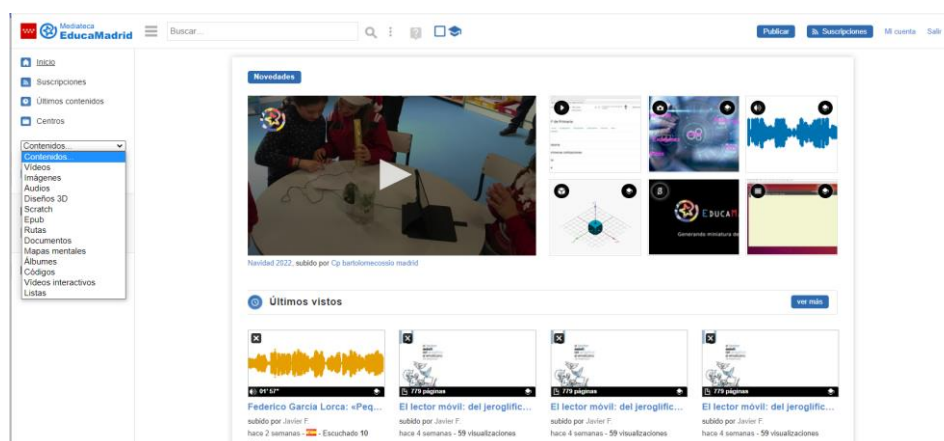 Mediateca
EducaMadrid
Buscar...
Publicar
Suscripciones
Mi cuenta
Salir
Inicio
Suscripciones
Últimos contenidos
Centros
Contenidos...
Contenidos...
Vídeos
Imágenes
Audios
Diseños 3D
Scratch
Epub
Rutas
Documentos
Mapas mentales
Álbumes
Códigos
Vídeos interactivos
Listas
Novedades
Navidad 2022, subido por Cp bartolomecossio madrid
EDUCAM
Generando miniatura de
Últimos vistos
ver más
01' 57"
Federico García Lorca: «Peq...
subido por Javier F.
hace 2 semanas - Escuchado 10
779 páginas
El lector móvil: del jeroglífic...
subido por Javier F.
hace 4 semanas - 59 visualizaciones
779 páginas
El lector móvil: del jeroglífic...
subido por Javier F.
hace 4 semanas - 59 visualizaciones
779 páginas
El lector móvil: del jeroglífic...
subido por Javier F.
hace 4 semanas - 59 visualizaciones